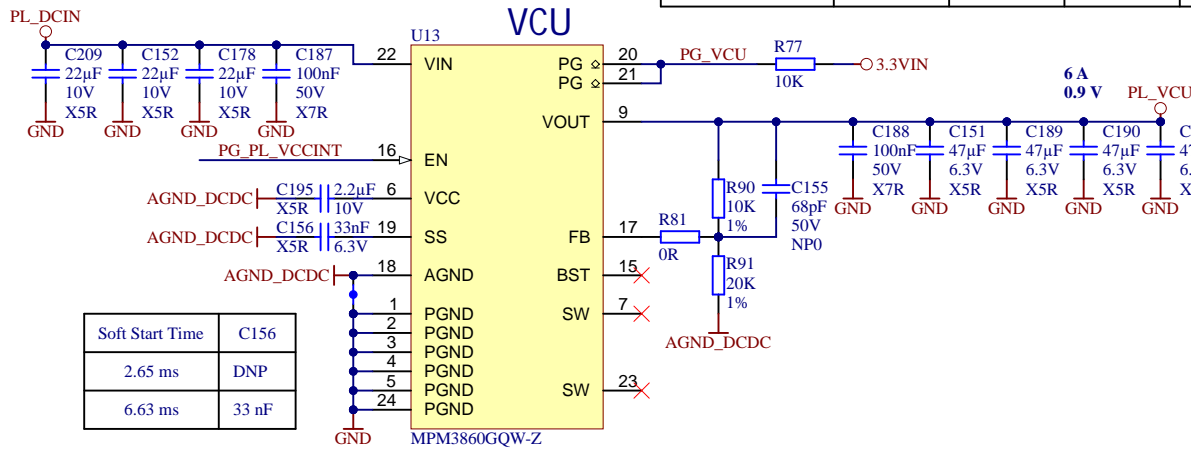 VCU
PL_DCIN
C209
22µF
10V
X5R
C152
22µF
10V
X5R
C178
22µF
10V
X5R
C187
100nF
50V
X7R
GND
GND
GND
GND
U13
22
VIN
PG
20
PG
21
PG_VCU
R77
10K
3.3VIN
VOUT
9
6 A
0.9 V
PL_VCU
PG_PL_VCCINT
16
EN
AGND_DCDC
C195
X5R
2.2µF
10V
6
VCC
AGND_DCDC
C156
X5R
33nF
6.3V
19
SS
AGND_DCDC
18
AGND
1
PGND
2
PGND
3
PGND
4
PGND
5
PGND
24
PGND
GND
FB
17
R81
0R
BST
15
SW
7
SW
23
R90
10K
1%
C155
68pF
50V
NP0
R91
20K
1%
AGND_DCDC
C188
100nF
50V
X7R
C151
47µF
6.3V
X5R
C189
47µF
6.3V
X5R
C190
47µF
6.3V
X5R
C
47
6.
X
GND
GND
GND
GND
GND
MPM3860GQW-Z
Soft Start Time C156
2.65 ms DNP
6.63 ms 33 nF